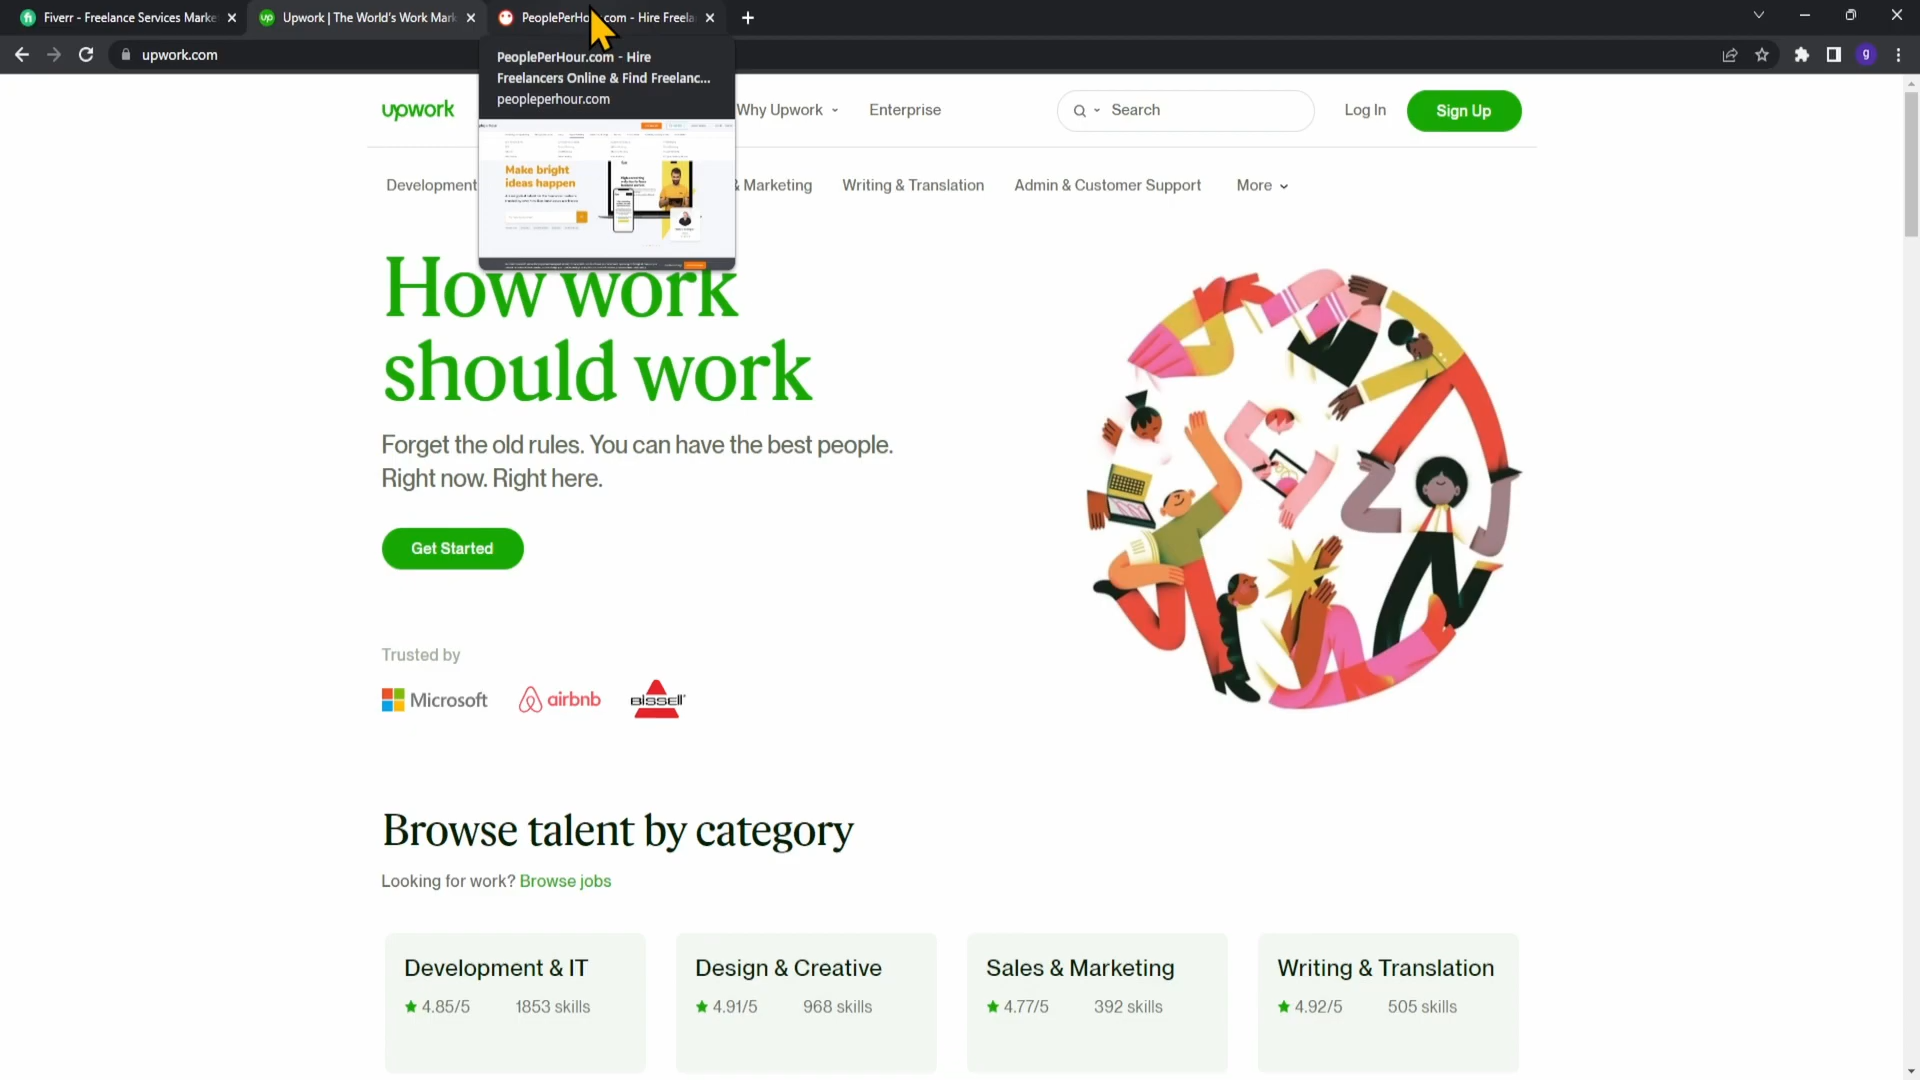 Fiverr - Freelance Services Marke
Upwork | The World's Work Mark
com - Hire Freela
upwork.com
g
PeoplePerHour.com - Hire
Freelancers Online & Find Freelanc...
peopleperhour.com
Make bright
ideas happen
upwork
Why Upwork
Enterprise
Search
Log In
Sign Up
Development
& Marketing
Writing & Translation
Admin & Customer Support
More
How work
should work
Forget the old rules. You can have the best people.
Right now. Right here.
Get Started
Trusted by
Microsoft
airbnb
BISSELL
Browse talent by category
Looking for work? Browse jobs
Development & IT
4.85/5 1853 skills
Design & Creative
4.91/5 968 skills
Sales & Marketing
4.77/5 392 skills
Writing & Translation
4.92/5 505 skills